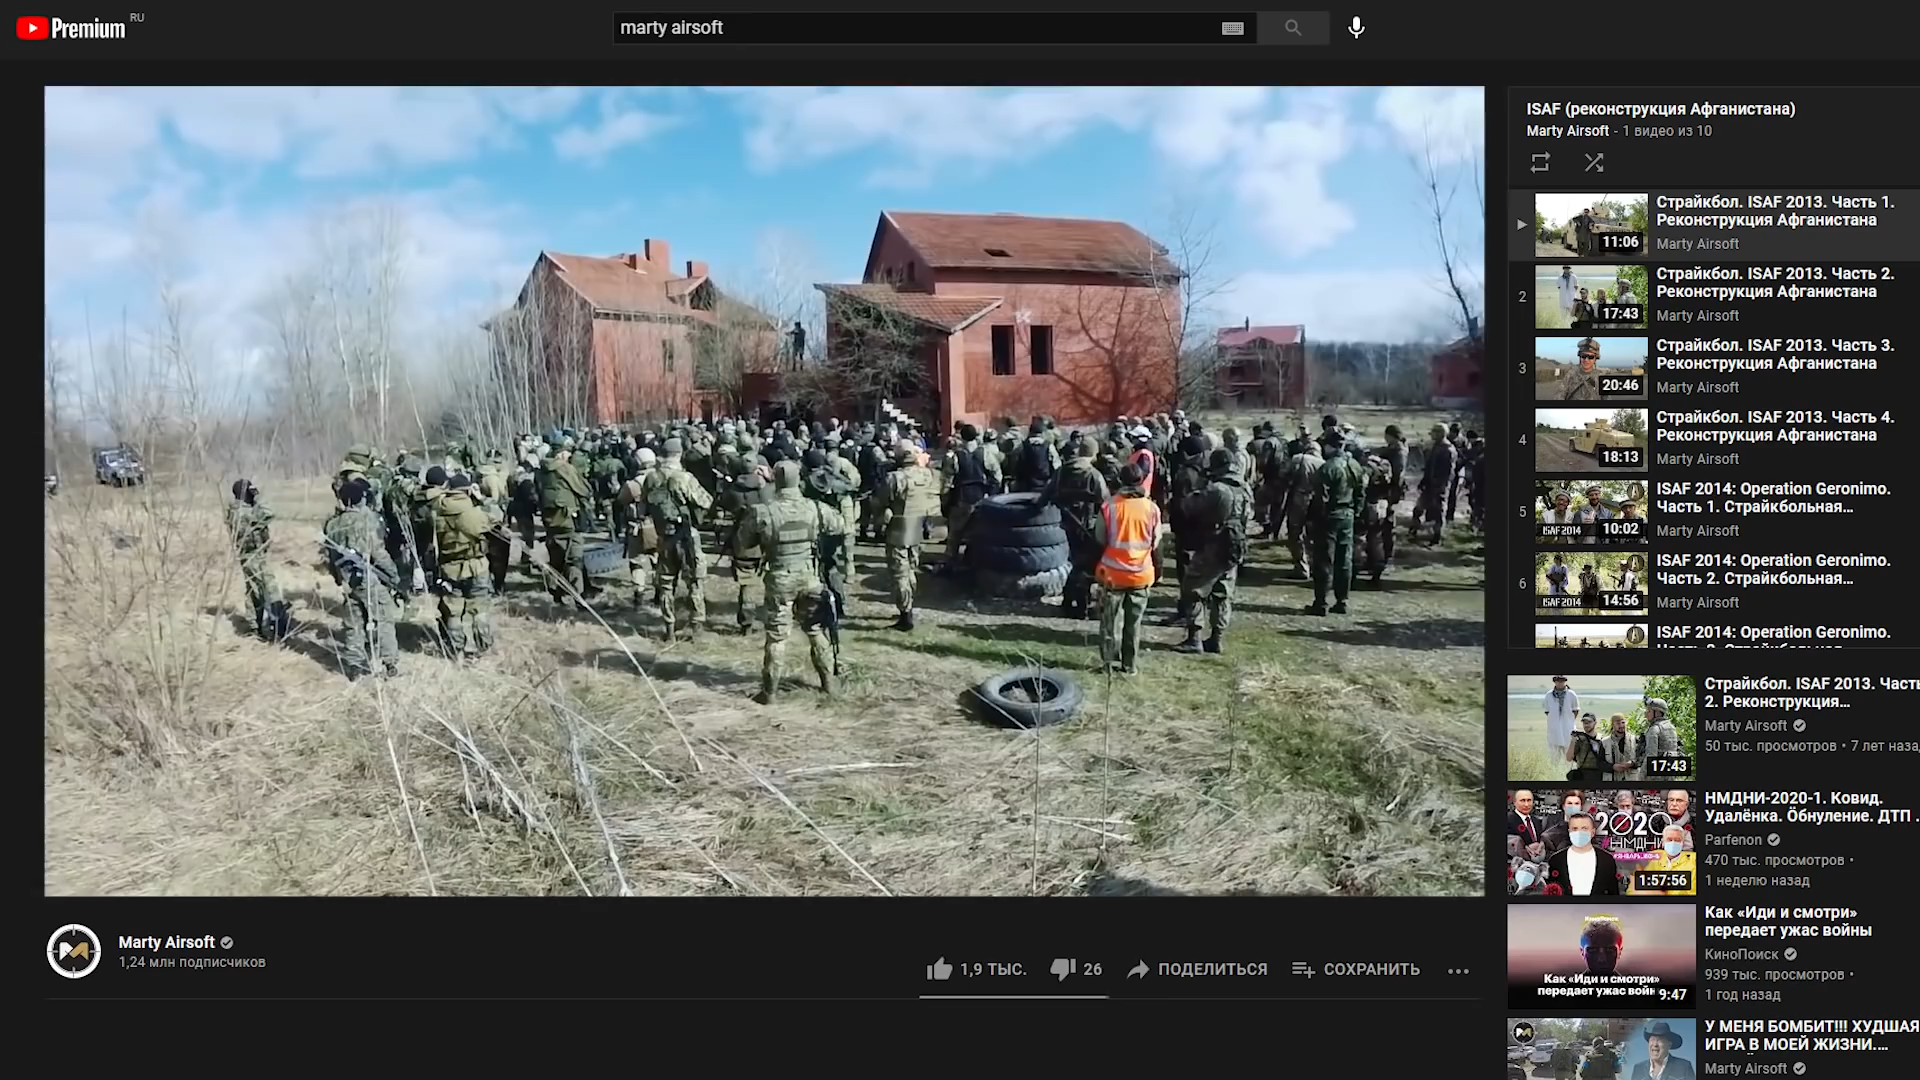 Premium RU
marty airsoft
ISAF (реконструкция Афганистана)
Marty Airsoft - 1 видео из 10
Страйкбол. ISAF 2013. Часть 1.
Реконструкция Афганистана
Marty Airsoft
11:06
2
Страйкбол. ISAF 2013. Часть 2.
Реконструкция Афганистана
Marty Airsoft
17:43
3
Страйкбол. ISAF 2013. Часть 3.
Реконструкция Афганистана
Marty Airsoft
20:46
4
Страйкбол. ISAF 2013. Часть 4.
Реконструкция Афганистана
Marty Airsoft
18:13
5
ISAF 2014: Operation Geronimo.
Часть 1. Страйкбольная...
Marty Airsoft
ISAF 2014
10:02
6
ISAF 2014: Operation Geronimo.
Часть 2. Страйкбольная...
Marty Airsoft
ISAF 2014
14:56
ISAF 2014: Operation Geronimo.
Страйкбол. ISAF 2013. Часть
2. Реконструкция...
Marty Airsoft
50 тыс. просмотров • 7 лет наза
17:43
НМДНИ-2020-1. Ковид.
Удалёнка. Обнуление. ДТП .
Parfenon
470 тыс. просмотров •
1 неделю назад
2020
#НМДНИ
1:57:56
Как «Иди и смотри»
передает ужас войны
КиноПоиск
939 тыс. просмотров •
1 год назад
Как «Иди и смотри»
передает ужас
9:47
У МЕНЯ БОМБИТ!!! ХУДШАЯ
ИГРА В МОЕЙ ЖИЗНИ....
Marty Airsoft
Marty Airsoft
1,24 млн подписчиков
1,9 ТЫС.
26
ПОДЕЛИТЬСЯ
СОХРАНИТЬ